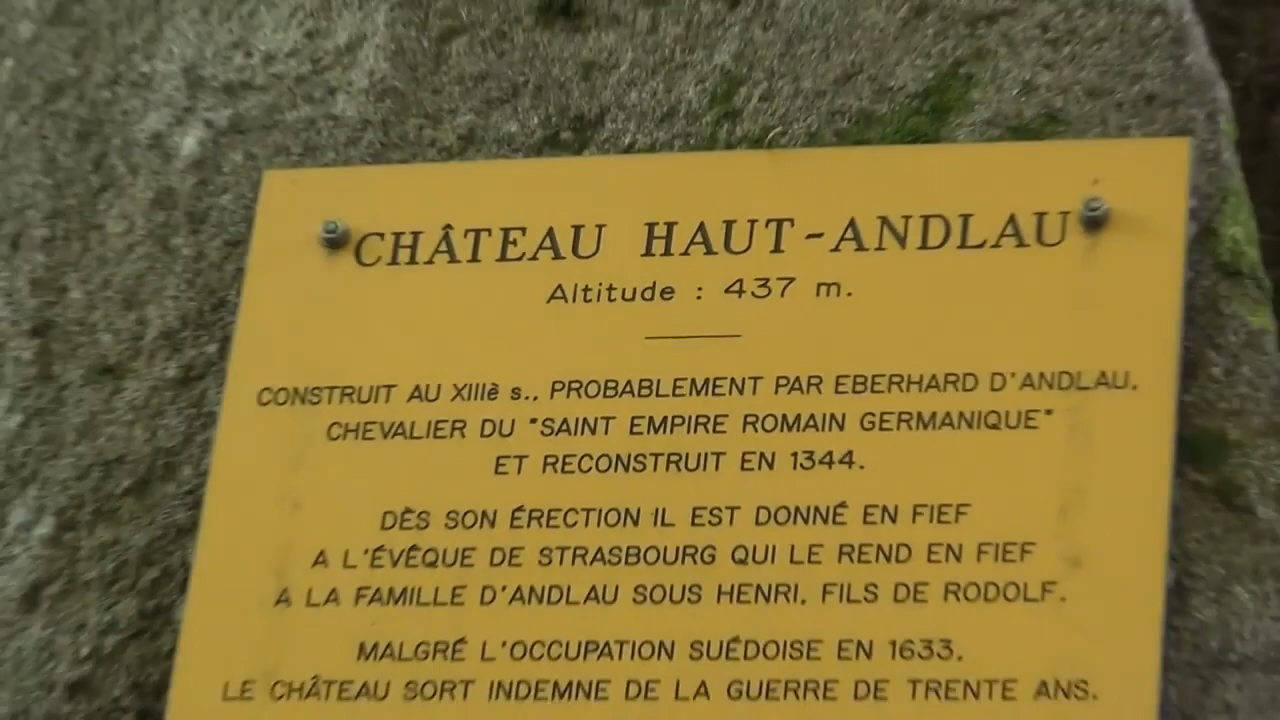 CHÂTEAU HAUT-ANDLAU
Altitude : 437 m.
CONSTRUIT AU XIIIè s., PROBABLEMENT PAR EBERHARD D'ANDLAU,
CHEVALIER DU "SAINT EMPIRE ROMAIN GERMANIQUE"
ET RECONSTRUIT EN 1344.
DÈS SON ÉRECTION IL EST DONNÉ EN FIEF
A L'ÉVÊQUE DE STRASBOURG QUI LE REND EN FIEF
A LA FAMILLE D'ANDLAU SOUS HENRI, FILS DE RODOLF.
MALGRÉ L'OCCUPATION SUÉDOISE EN 1633,
LE CHÂTEAU SORT INDEMNE DE LA GUERRE DE TRENTE ANS.